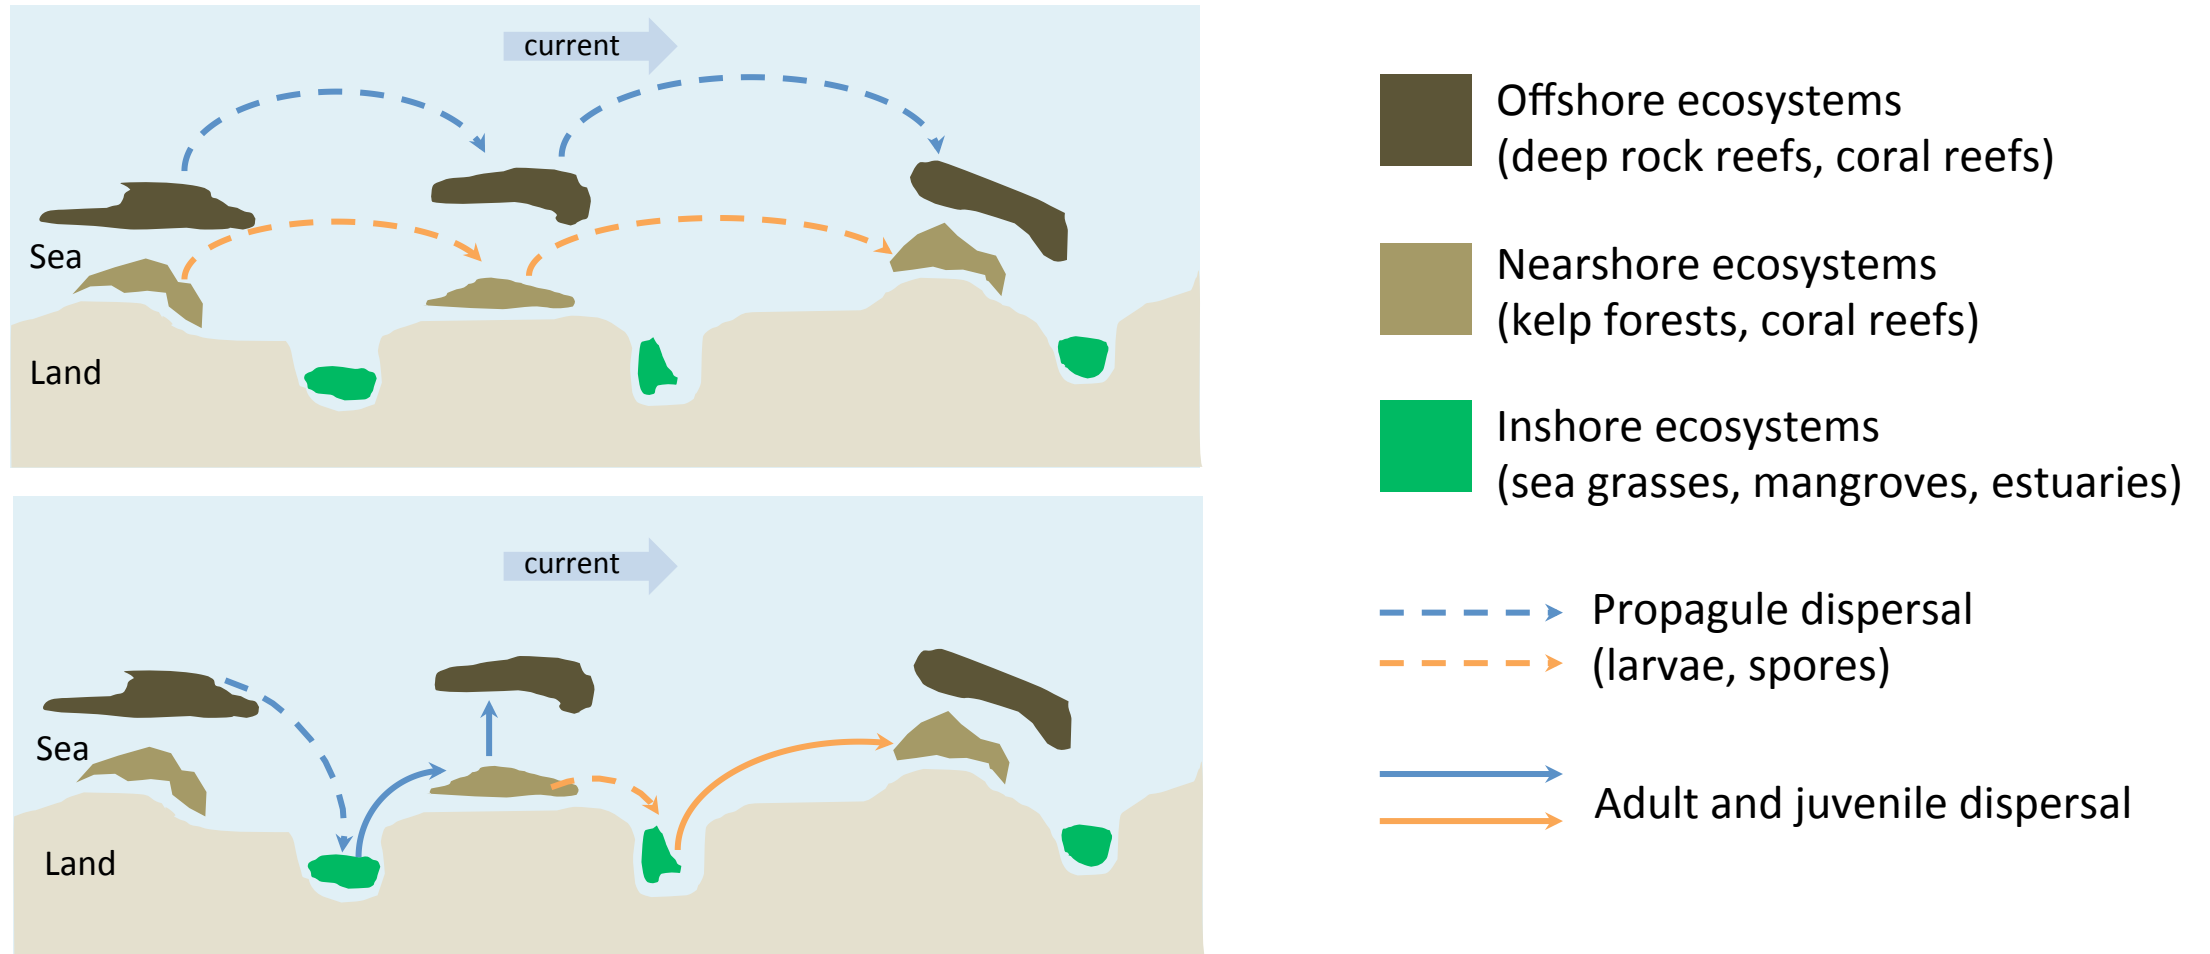 current
Sea
Land
current
Sea
Land
Offshore ecosystems
(deep rock reefs, coral reefs)
Nearshore ecosystems
(kelp forests, coral reefs)
Inshore ecosystems
(sea grasses, mangroves, estuaries)
Propagule dispersal
(larvae, spores)
Adult and juvenile dispersal